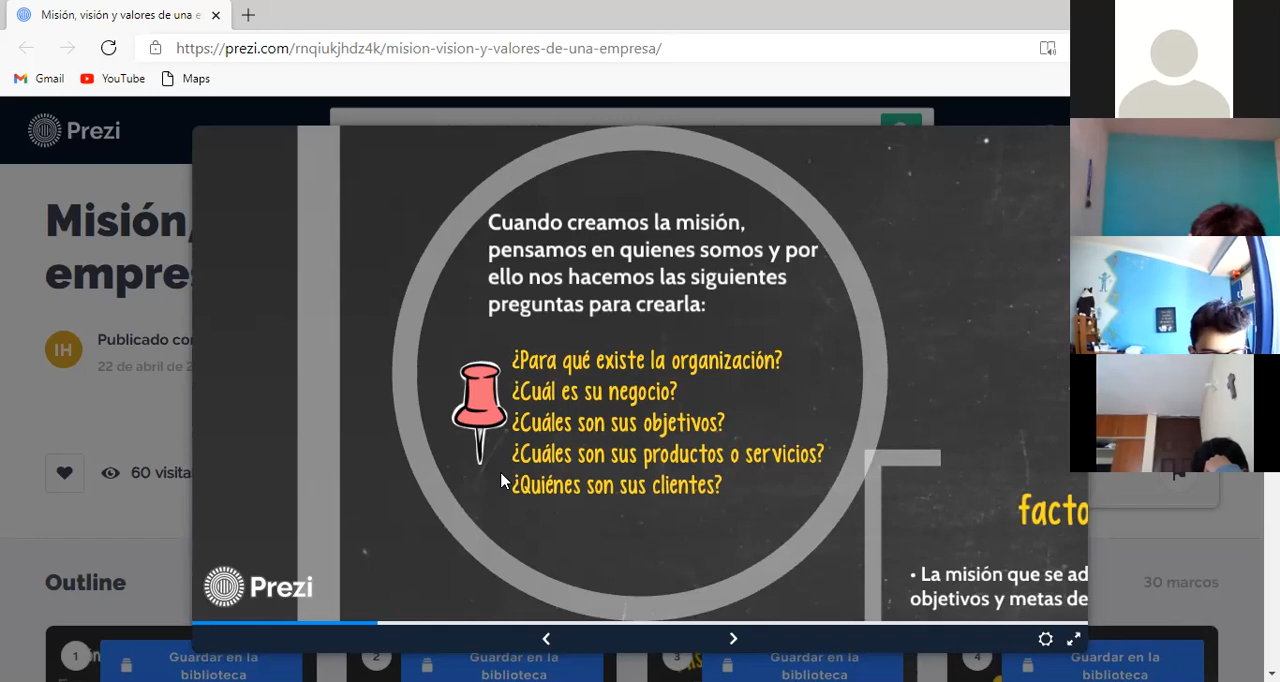 Misión, visión y valores de una e
https://prezi.com/rnqiukjhdz4k/mision-vision-y-valores-de-una-empresa/
Gmail YouTube Maps
Prezi
Misión,
empres
IH
Publicado co
22 de abril de 2
60 visita
Cuando creamos la misión,
pensamos en quienes somos y por
ello nos hacemos las siguientes
preguntas para crearla:
¿Para qué existe la organización?
¿Cuál es su negocio?
¿Cuáles son sus objetivos?
¿Cuáles son sus productos o servicios?
¿Quiénes son sus clientes?
facto
• La misión que se ad
objetivos y metas de
Prezi
Outline
30 marcos
1 Guardar en la biblioteca
2 Guardar en la biblioteca
3 Guardar en la biblioteca
4 Guardar en la biblioteca